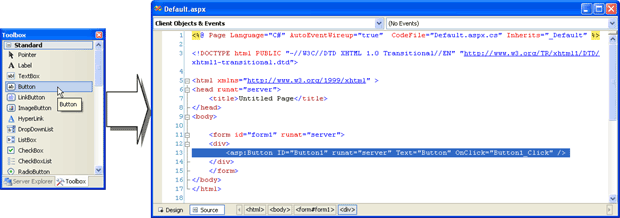 Toolbox
Standard
Pointer
Label
TextBox
Button
LinkButton
Button
ImageButton
HyperLink
DropDownList
ListBox
CheckBox
CheckBoxList
RadioButton
Server Explorer
Toolbox
Default.aspx
Client Objects & Events
(No Events)
1 <%@ Page Language="C#" AutoEventWireup="true" CodeFile="Default.aspx.cs" Inherits="_Default" %>
2
3 <!DOCTYPE html PUBLIC "-//W3C//DTD XHTML 1.0 Transitional//EN" "http://www.w3.org/TR/xhtml1/DTD/
xhtml1-transitional.dtd">
4
5 <html xmlns="http://www.w3.org/1999/xhtml" >
6 <head runat="server">
7 <title>Untitled Page</title>
8 </head>
9 <body>
10
11 <form id="form1" runat="server">
12 <div>
13 <asp:Button ID="Button1" runat="server" Text="Button" OnClick="Button1_Click" />
14 </div>
15 </form>
16 </body>
17 </html>
18
Design
Source
<html>
<body>
<form#form1>
<div>